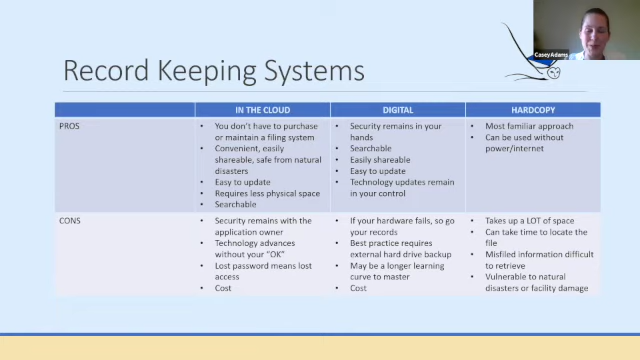 Casey Adams
Record Keeping Systems
IN THE CLOUD DIGITAL HARDCOPY
PROS
• You don't have to purchase
or maintain a filing system
• Convenient, easily
shareable, safe from natural
disasters
• Easy to update
• Requires less physical space
• Searchable
• Security remains in your
hands
• Searchable
• Easily shareable
• Easy to update
• Technology updates remain
in your control
• Most familiar approach
• Can be used without
power/internet
CONS
• Security remains with the
application owner
• Technology advances
without your "OK"
• Lost password means lost
access
• Cost
• If your hardware fails, so go
your records
• Best practice requires
external hard drive backup
• May be a longer learning
curve to master
• Cost
• Takes up a LOT of space
• Can take time to locate the
file
• Misfiled information difficult
to retrieve
• Vulnerable to natural
disasters or facility damage